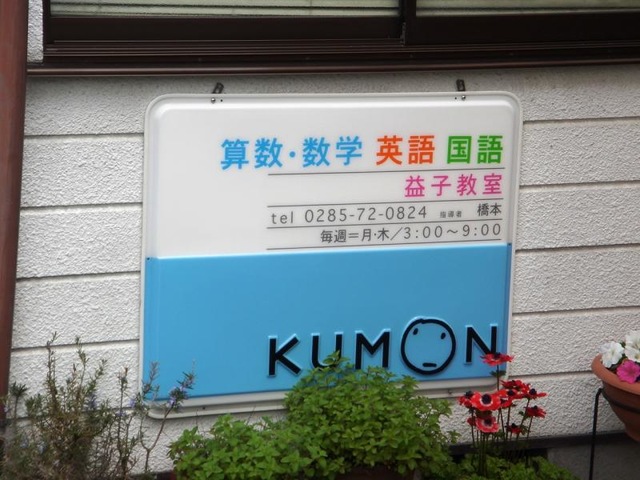 算数・数学 英語 国語
益子教室
tel 0285-72-0824 指導者 橋本
毎週＝月・木／3:00～9:00
KUMON